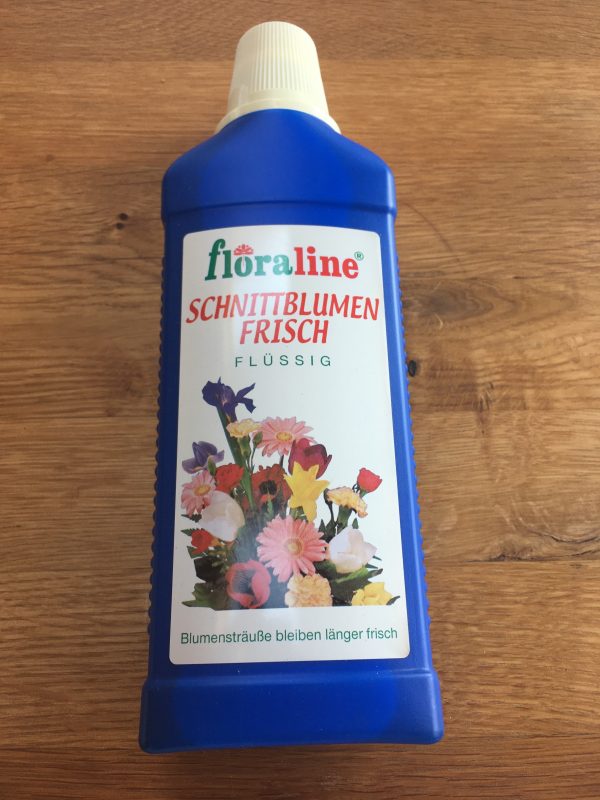 floraline®
SCHNITTBLUMEN
FRISCH
FLÜSSIG
Blumensträuße bleiben länger frisch